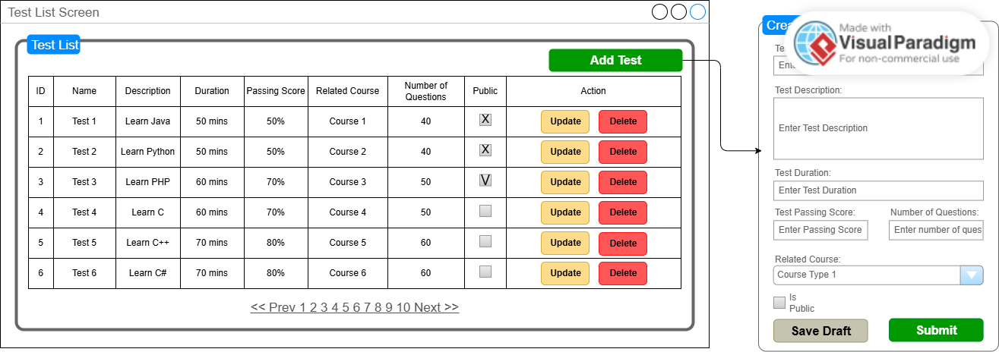 Test List Screen
Test List
Add Test
ID Name Description Duration Passing Score Related Course Number of Questions Public Action
1 Test 1 Learn Java 50 mins 50% Course 1 40 X Update Delete
2 Test 2 Learn Python 50 mins 50% Course 2 40 X Update Delete
3 Test 3 Learn PHP 60 mins 70% Course 3 50 V Update Delete
4 Test 4 Learn C 60 mins 70% Course 4 50 Update Delete
5 Test 5 Learn C++ 70 mins 80% Course 5 60 Update Delete
6 Test 6 Learn C# 70 mins 80% Course 6 60 Update Delete
<< Prev 1 2 3 4 5 6 7 8 9 10 Next >>
Made with
Visual Paradigm
For non-commercial use
Test Description:
Enter Test Description
Test Duration:
Enter Test Duration
Test Passing Score: Number of Questions:
Enter Passing Score Enter number of ques
Related Course:
Course Type 1
Is
Public
Save Draft Submit